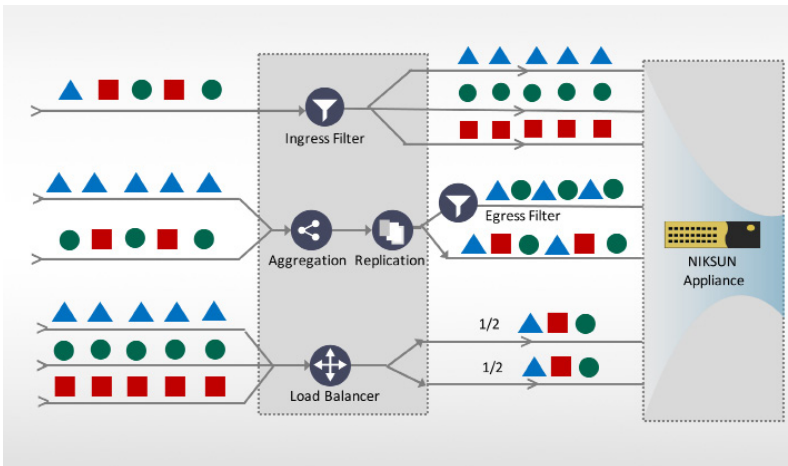 Ingress Filter
Egress Filter
Aggregation
Replication
NIKSUN
Appliance
1/2
1/2
Load Balancer